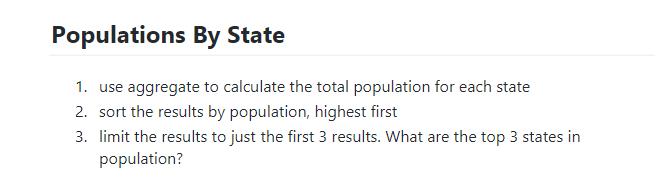 Populations By State
1. use aggregate to calculate the total population for each state
2. sort the results by population, highest first
3. limit the results to just the first 3 results. What are the top 3 states in
population?